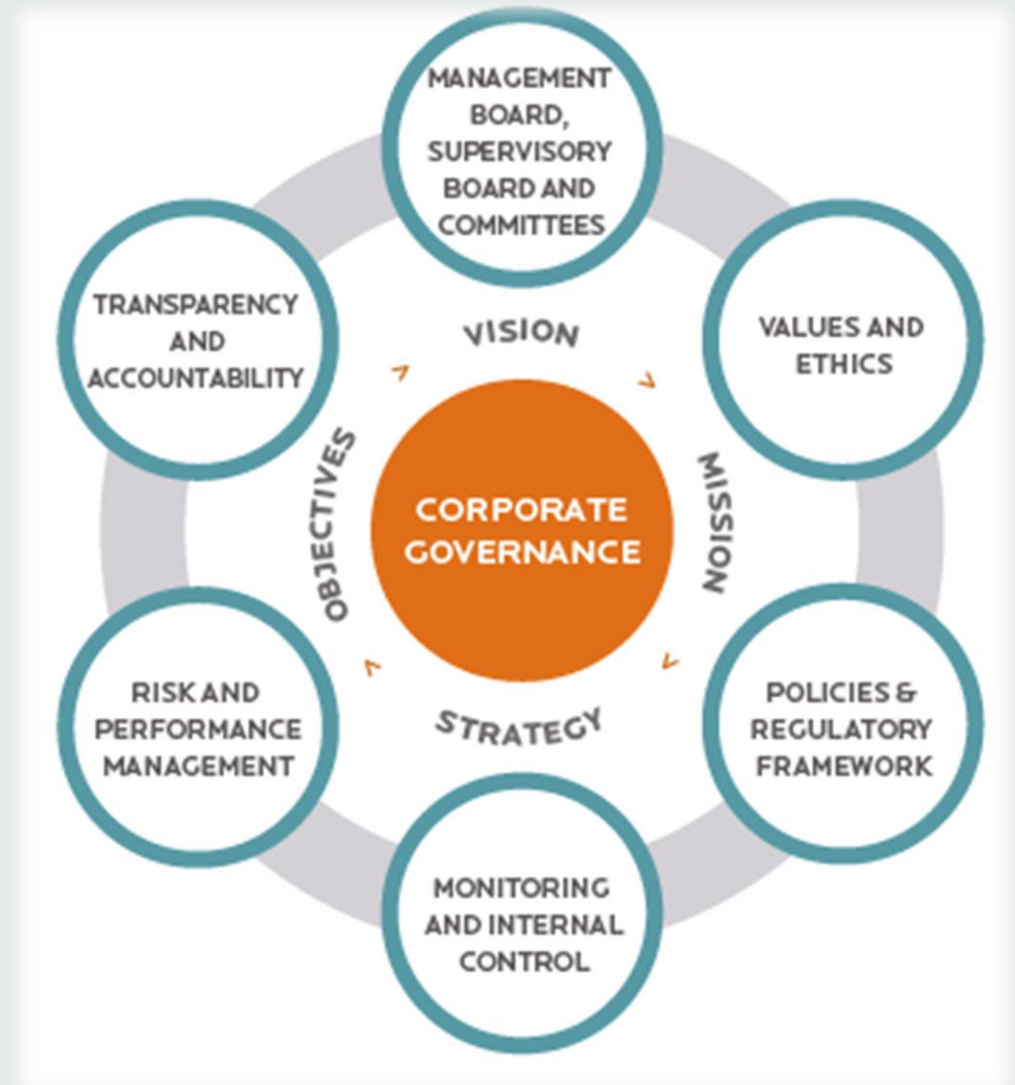 MANAGEMENT
BOARD,
SUPERVISORY
BOARD AND
COMMITTEES
TRANSPARENCY
AND
ACCOUNTABILITY
VALUES AND
ETHICS
VISION
OBJECTIVES
MISSION
CORPORATE
GOVERNANCE
STRATEGY
RISK AND
PERFORMANCE
MANAGEMENT
POLICIES &
REGULATORY
FRAMEWORK
MONITORING
AND INTERNAL
CONTROL